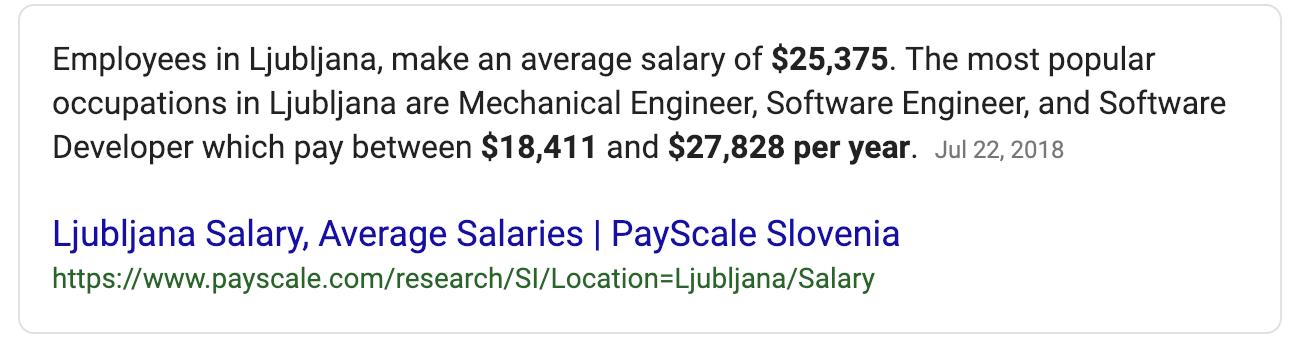 Employees in Ljubljana, make an average salary of $25,375. The most popular
occupations in Ljubljana are Mechanical Engineer, Software Engineer, and Software
Developer which pay between $18,411 and $27,828 per year. Jul 22, 2018
Ljubljana Salary, Average Salaries | PayScale Slovenia
https://www.payscale.com/research/SI/Location=Ljubljana/Salary